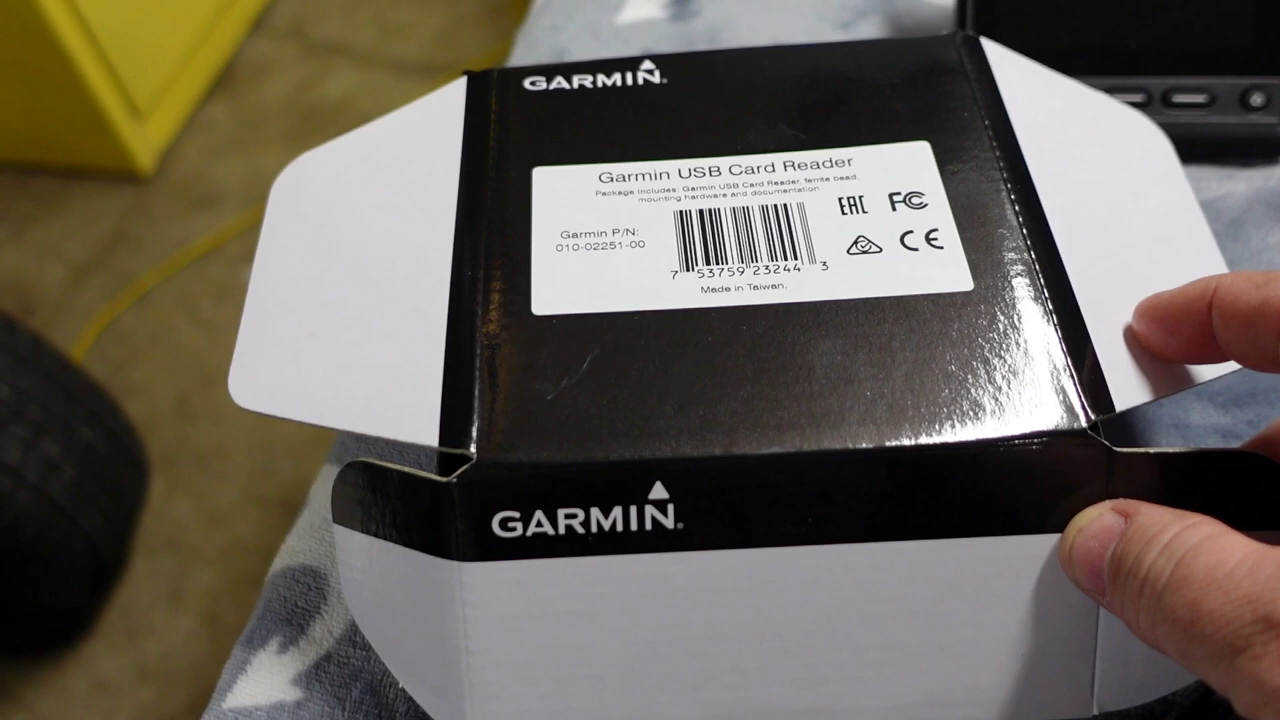 GARMIN
Garmin USB Card Reader
Package Includes: Garmin USB Card Reader, ferrite bead,
mounting hardware and documentation
Garmin P/N:
010-02251-00
EAC FC
CE
7 53759 23244 3
Made in Taiwan.
GARMIN